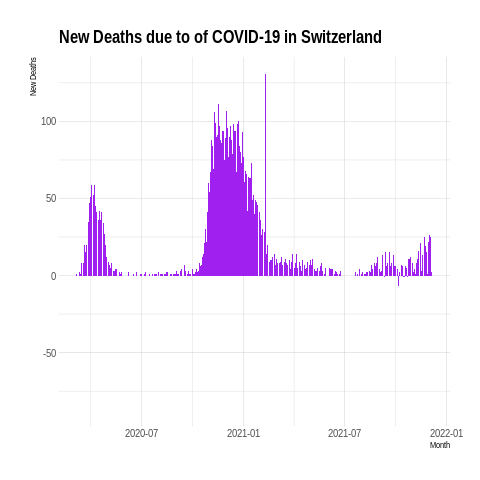 New Deaths due to of COVID-19 in Switzerland
New Deaths
100
50
0
-50
2020-07 2021-01 2021-07 2022-01
Month